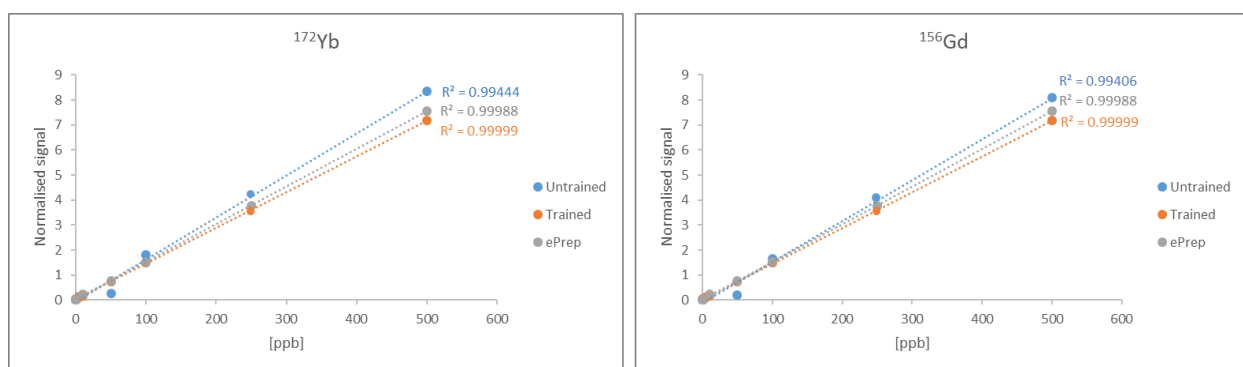 ¹⁷²Yb
Normalised signal
9
8
7
6
5
4
3
2
1
0
0 100 200 300 400 500 600
[ppb]
R² = 0.99444
R² = 0.99988
R² = 0.99999
Untrained
Trained
ePrep
¹⁵⁶Gd
Normalised signal
9
8
7
6
5
4
3
2
1
0
0 100 200 300 400 500 600
[ppb]
R² = 0.99406
R² = 0.99988
R² = 0.99999
Untrained
Trained
ePrep